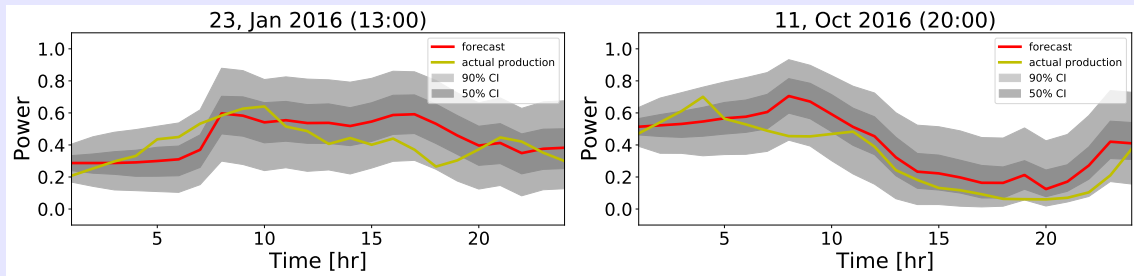 23, Jan 2016 (13:00)
1.0
0.8
0.6
0.4
0.2
0.0
Power
forecast
actual production
90% CI
50% CI
5
10
15
20
Time [hr]
11, Oct 2016 (20:00)
1.0
0.8
0.6
0.4
0.2
0.0
Power
forecast
actual production
90% CI
50% CI
5
10
15
20
Time [hr]